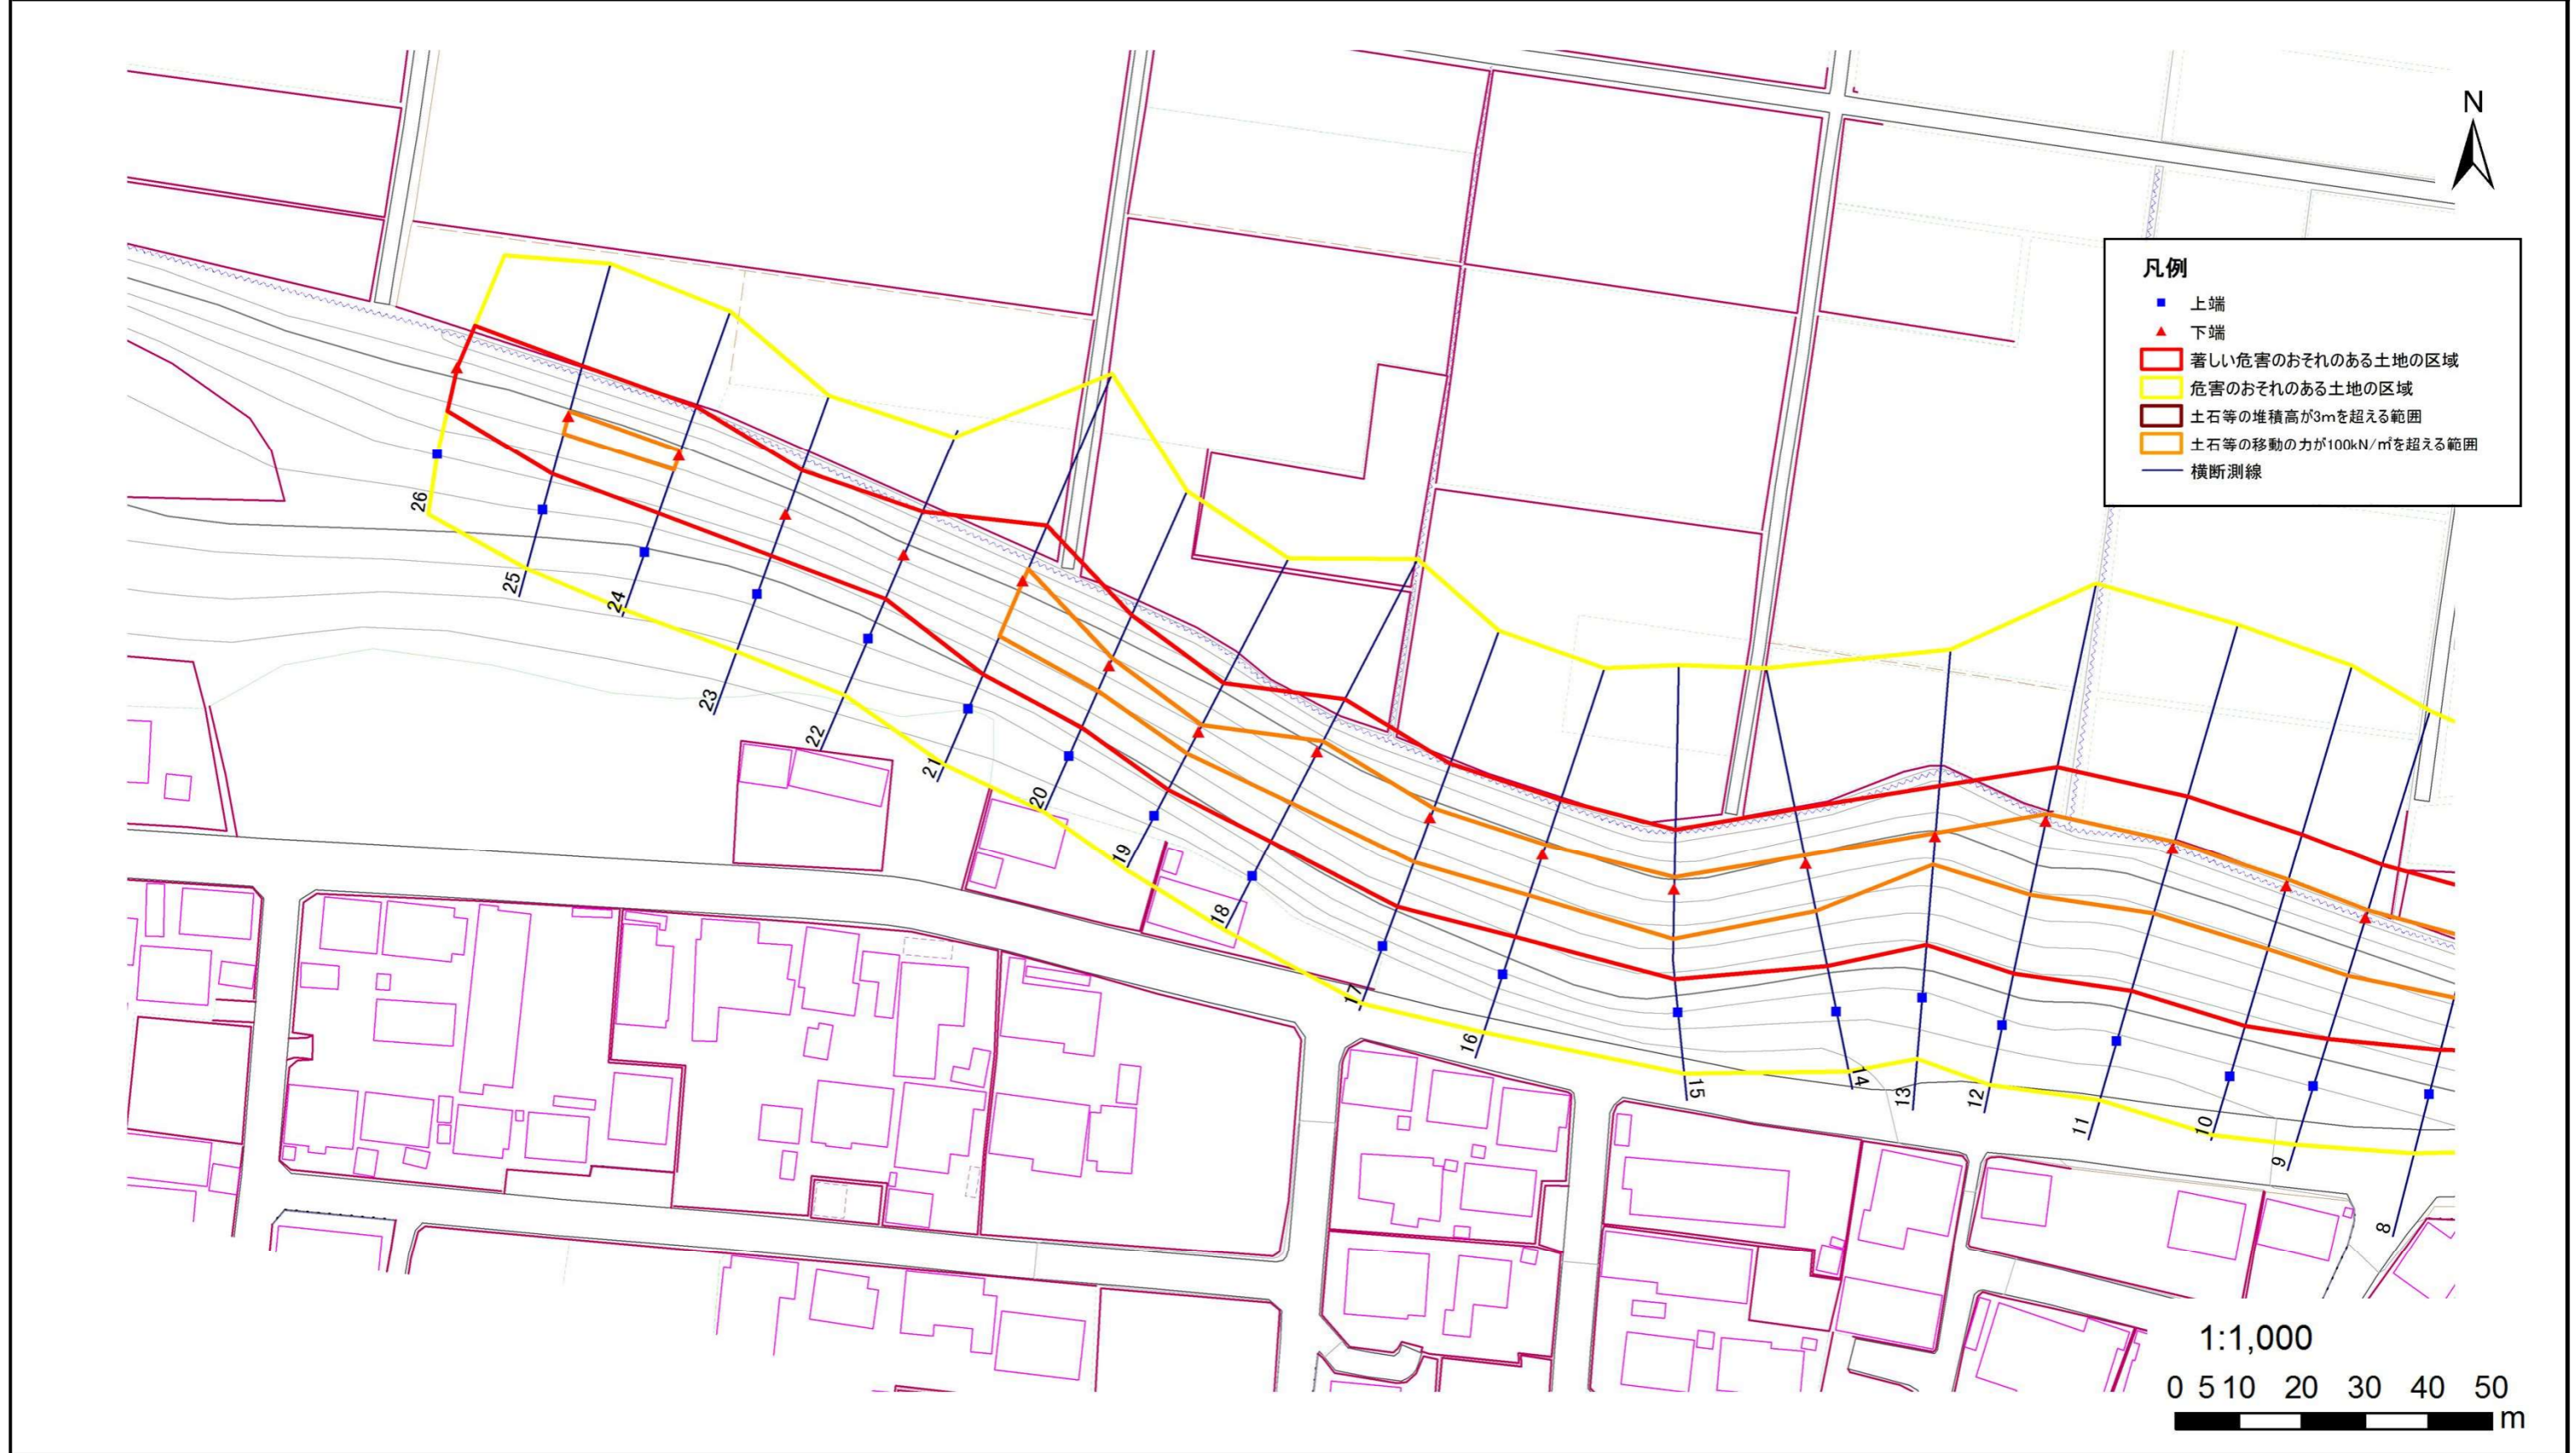 N
凡例
上端
下端
著しい危害のおそれのある土地の区域
危害のおそれのある土地の区域
土石等の堆積高が3mを超える範囲
土石等の移動の力が100kN/㎡を超える範囲
横断測線
26
25
24
23
22
21
20
19
18
17
16
15
14
13
12
11
10
9
8
1:1,000
0 5 10 20 30 40 50
m